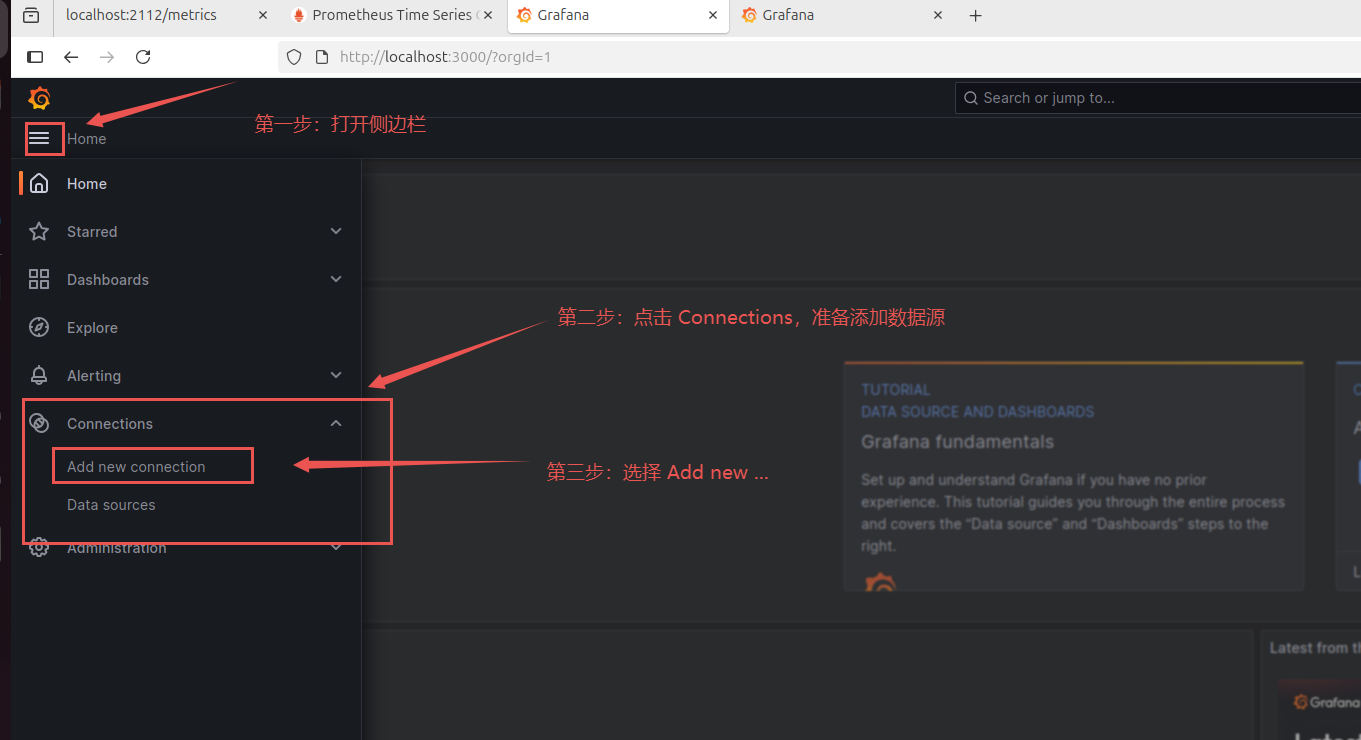 localhost:2112/metrics
Prometheus Time Series
Grafana
Grafana
http://localhost:3000/?orgId=1
Search or jump to...
第一步：打开侧边栏
Home
Home
Starred
Dashboards
Explore
第二步：点击 Connections，准备添加数据源
Alerting
TUTORIAL
DATA SOURCE AND DASHBOARDS
Connections
Grafana fundamentals
Add new connection
第三步：选择 Add new ...
Set up and understand Grafana if you have no prior
experience. This tutorial guides you through the entire process
and covers the “Data source” and “Dashboards” steps to the
right.
Data sources
Administration
Latest from
Grafana